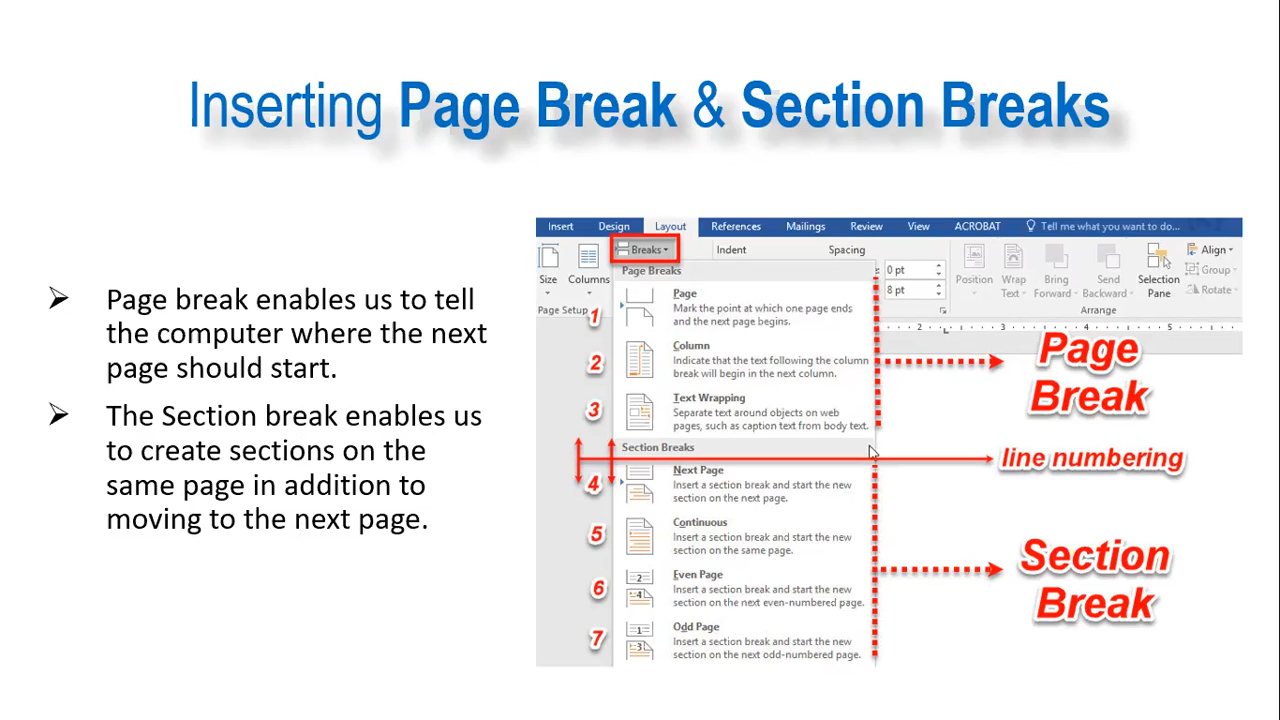 Inserting Page Break & Section Breaks
Page break enables us to tell
the computer where the next
page should start.
The Section break enables us
to create sections on the
same page in addition to
moving to the next page.
Insert Design Layout References Mailings Review View ACROBAT Tell me what you want to do...
Breaks Indent Spacing
Size Columns
Page Setup
0 pt
8 pt
Position Wrap Text Bring Forward Send Backward Selection Pane
Align
Group
Rotate
Arrange
2 3 4 5
Page Breaks
1
Page
Mark the point at which one page ends
and the next page begins.
2
Column
Indicate that the text following the column
break will begin in the next column.
3
Text Wrapping
Separate text around objects on web
pages, such as caption text from body text.
Page
Break
Section Breaks
line numbering
4
Next Page
Insert a section break and start the new
section on the next page.
5
Continuous
Insert a section break and start the new
section on the same page.
6
Even Page
Insert a section break and start the new
section on the next even-numbered page.
7
Odd Page
Insert a section break and start the new
section on the next odd-numbered page.
Section
Break